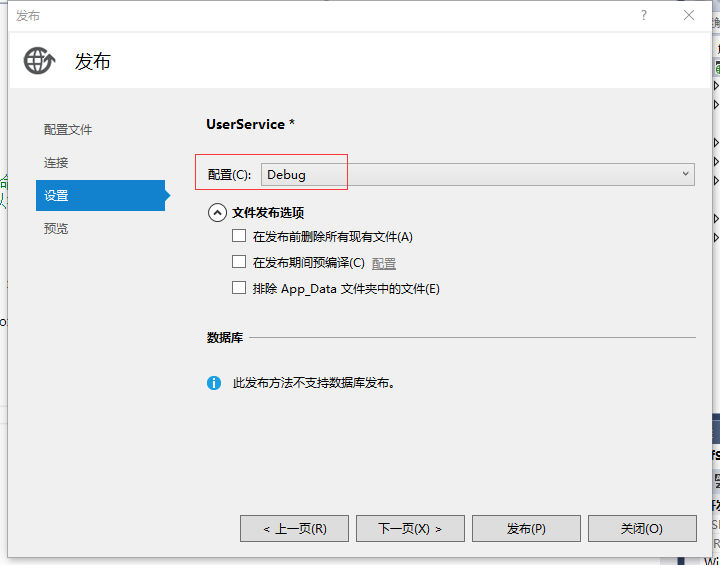 发布
?
发布
配置文件
连接
设置
预览
UserService *
配置(C):
Debug
文件发布选项
在发布前删除所有现有文件(A)
在发布期间预编译(C) 配置
排除 App_Data 文件夹中的文件(E)
数据库
此发布方法不支持数据库发布。
< 上一页(R)
下一页(X) >
发布(P)
关闭(O)